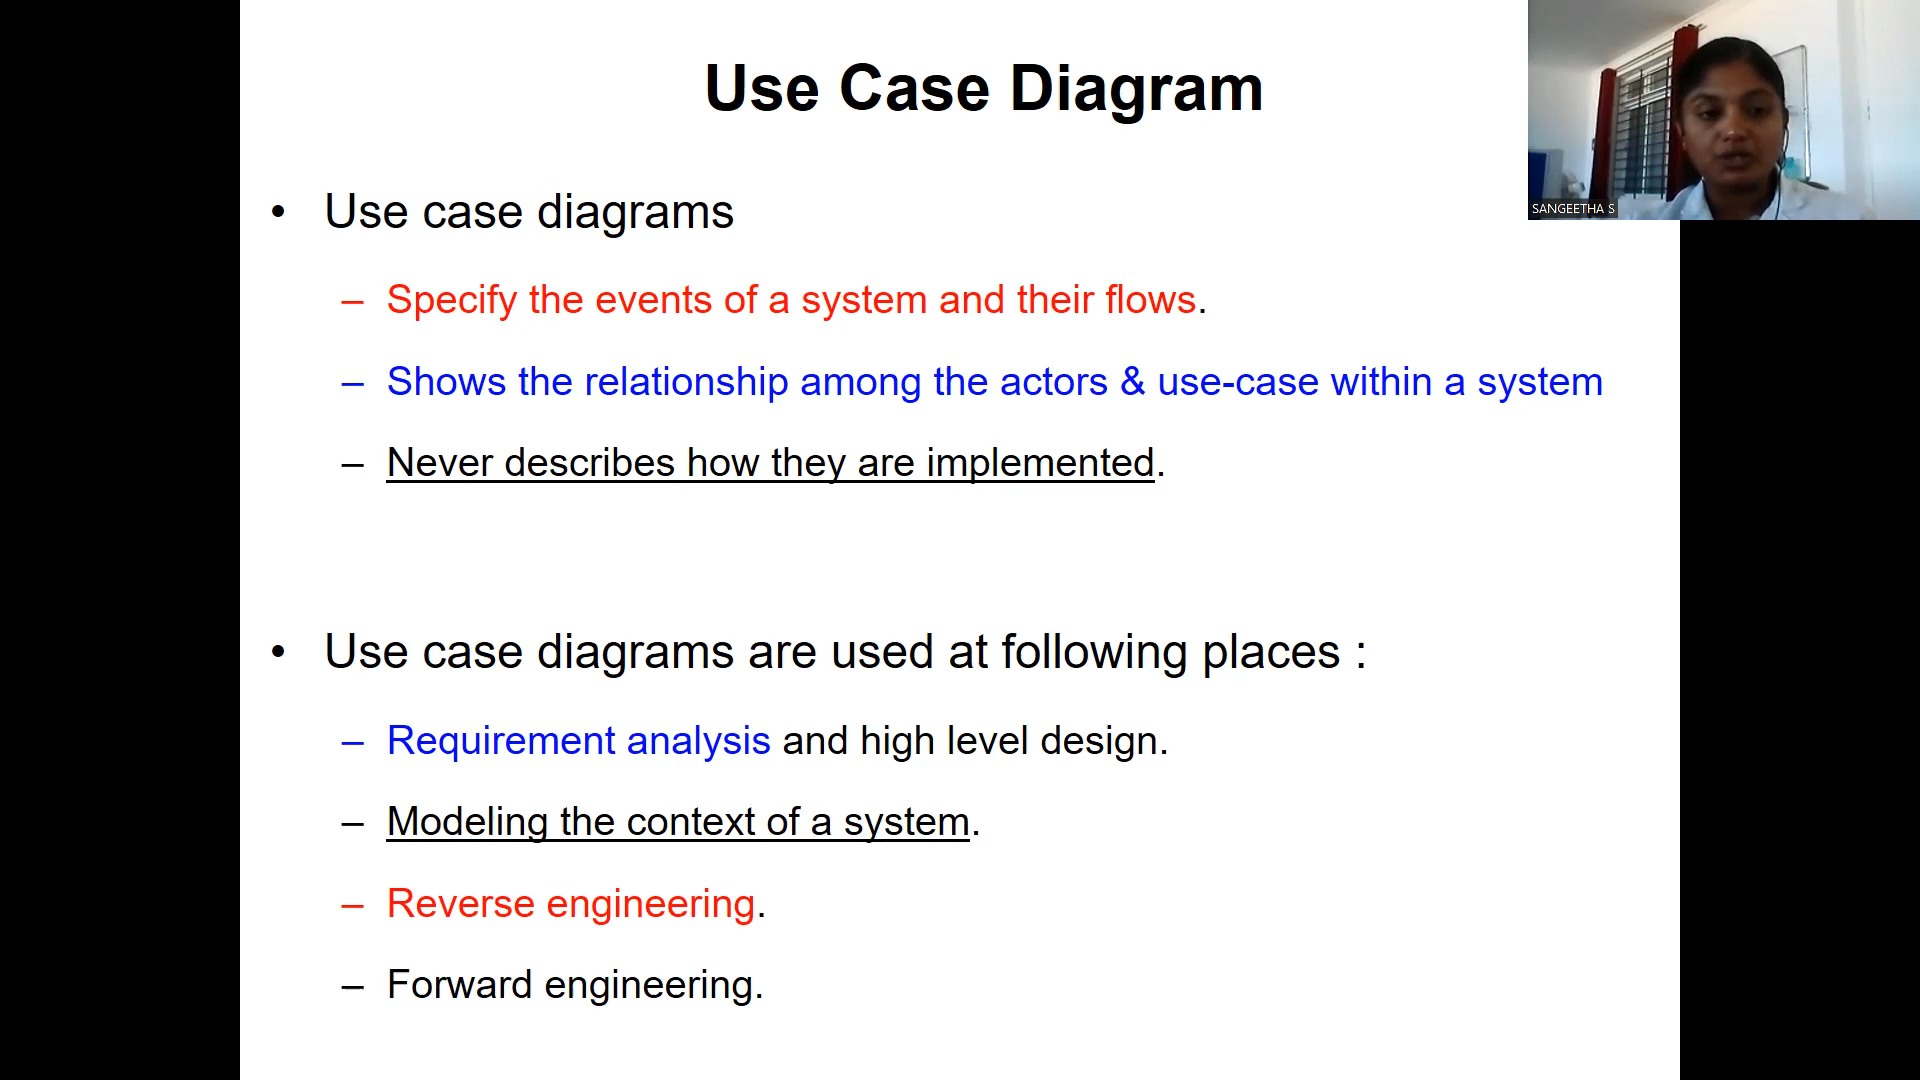 Use Case Diagram
• Use case diagrams
– Specify the events of a system and their flows.
– Shows the relationship among the actors & use-case within a system
– Never describes how they are implemented.
• Use case diagrams are used at following places :
– Requirement analysis and high level design.
– Modeling the context of a system.
– Reverse engineering.
– Forward engineering.
SANGEETHA S